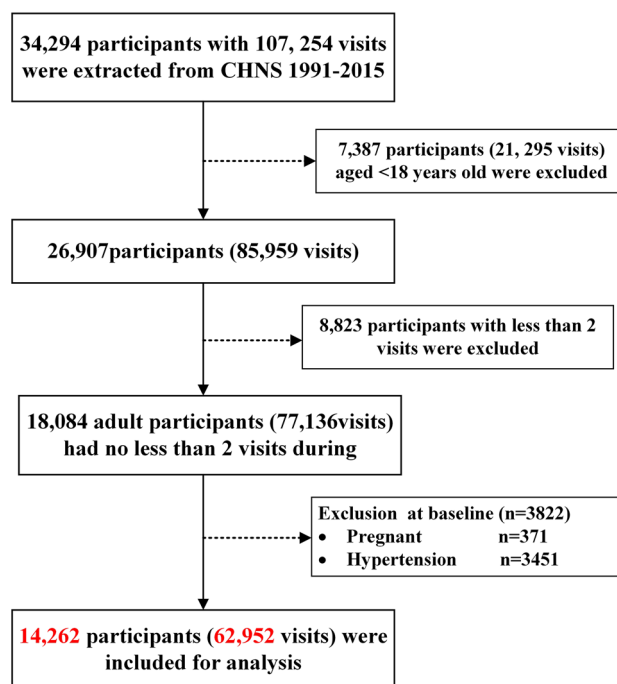 34,294 participants with 107, 254 visits
were extracted from CHNS 1991-2015
7,387 participants (21, 295 visits)
aged <18 years old were excluded
26,907participants (85,959 visits)
8,823 participants with less than 2
visits were excluded
18,084 adult participants (77,136visits)
had no less than 2 visits during
Exclusion at baseline (n=3822)
• Pregnant n=371
• Hypertension n=3451
14,262 participants (62,952 visits) were
included for analysis